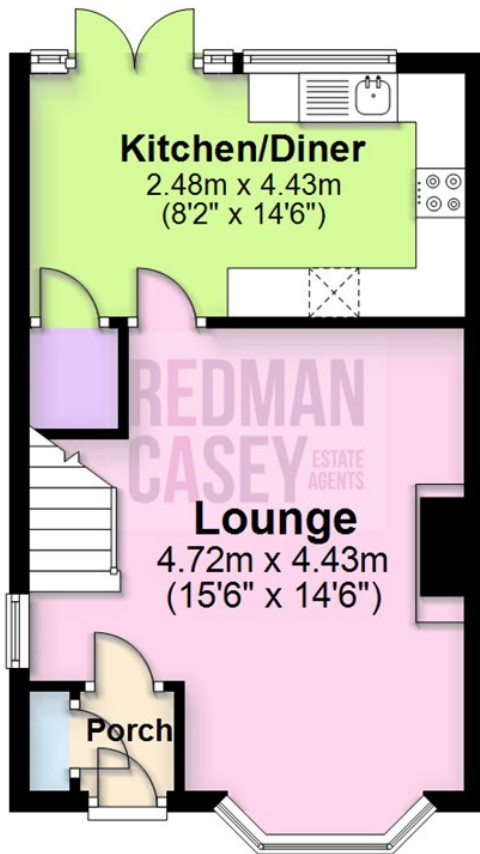 Kitchen/Diner
2.48m x 4.43m
(8'2" x 14'6")
REDMAN
CASEY ESTATE
AGENTS
Lounge
4.72m x 4.43m
(15'6" x 14'6")
Porch